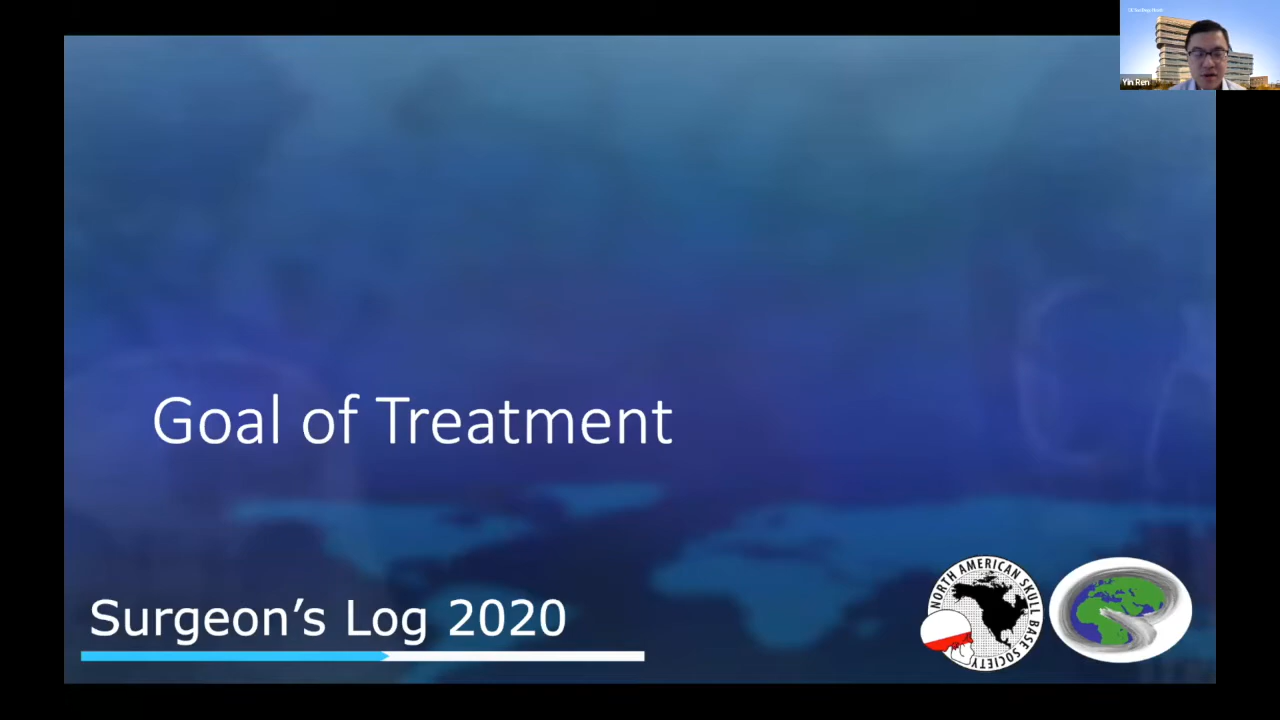 Yin Ren
Goal of Treatment
Surgeon's Log 2020
NORTH AMERICAN SKULL BASE SOCIETY